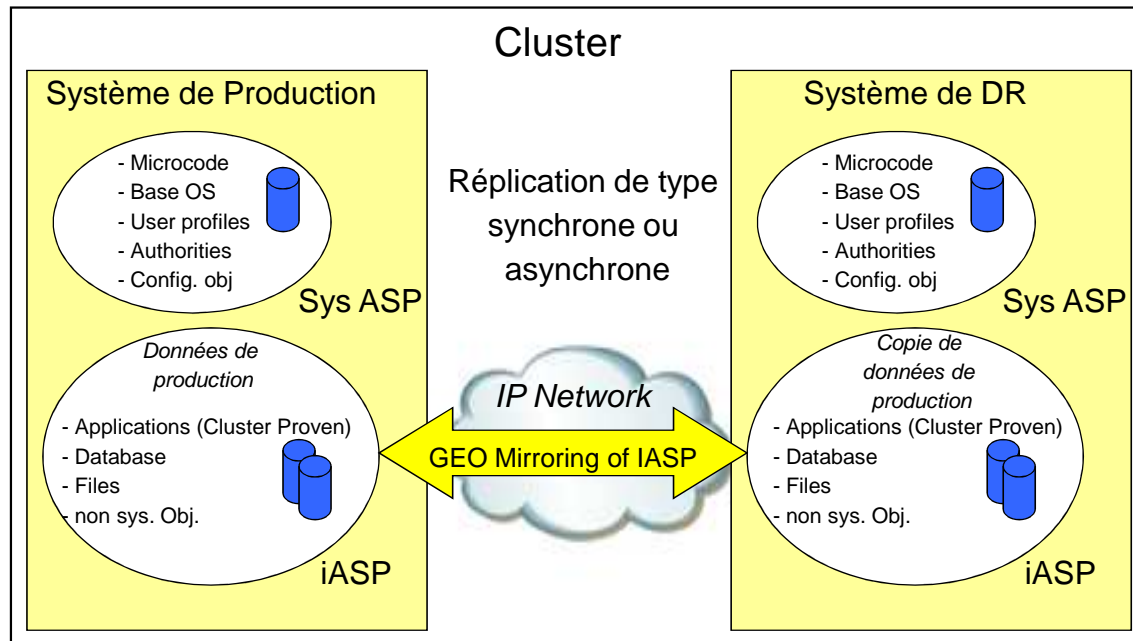 Cluster
Système de Production
- Microcode
- Base OS
- User profiles
- Authorities
- Config. obj
Sys ASP
Données de
production
- Applications (Cluster Proven)
- Database
- Files
- non sys. Obj.
iASP
Réplication de type
synchrone ou
asynchrone
IP Network
GEO Mirroring of IASP
Système de DR
- Microcode
- Base OS
- User profiles
- Authorities
- Config. obj
Sys ASP
Copie de
données de
production
- Applications (Cluster Proven)
- Database
- Files
- non sys. Obj.
iASP